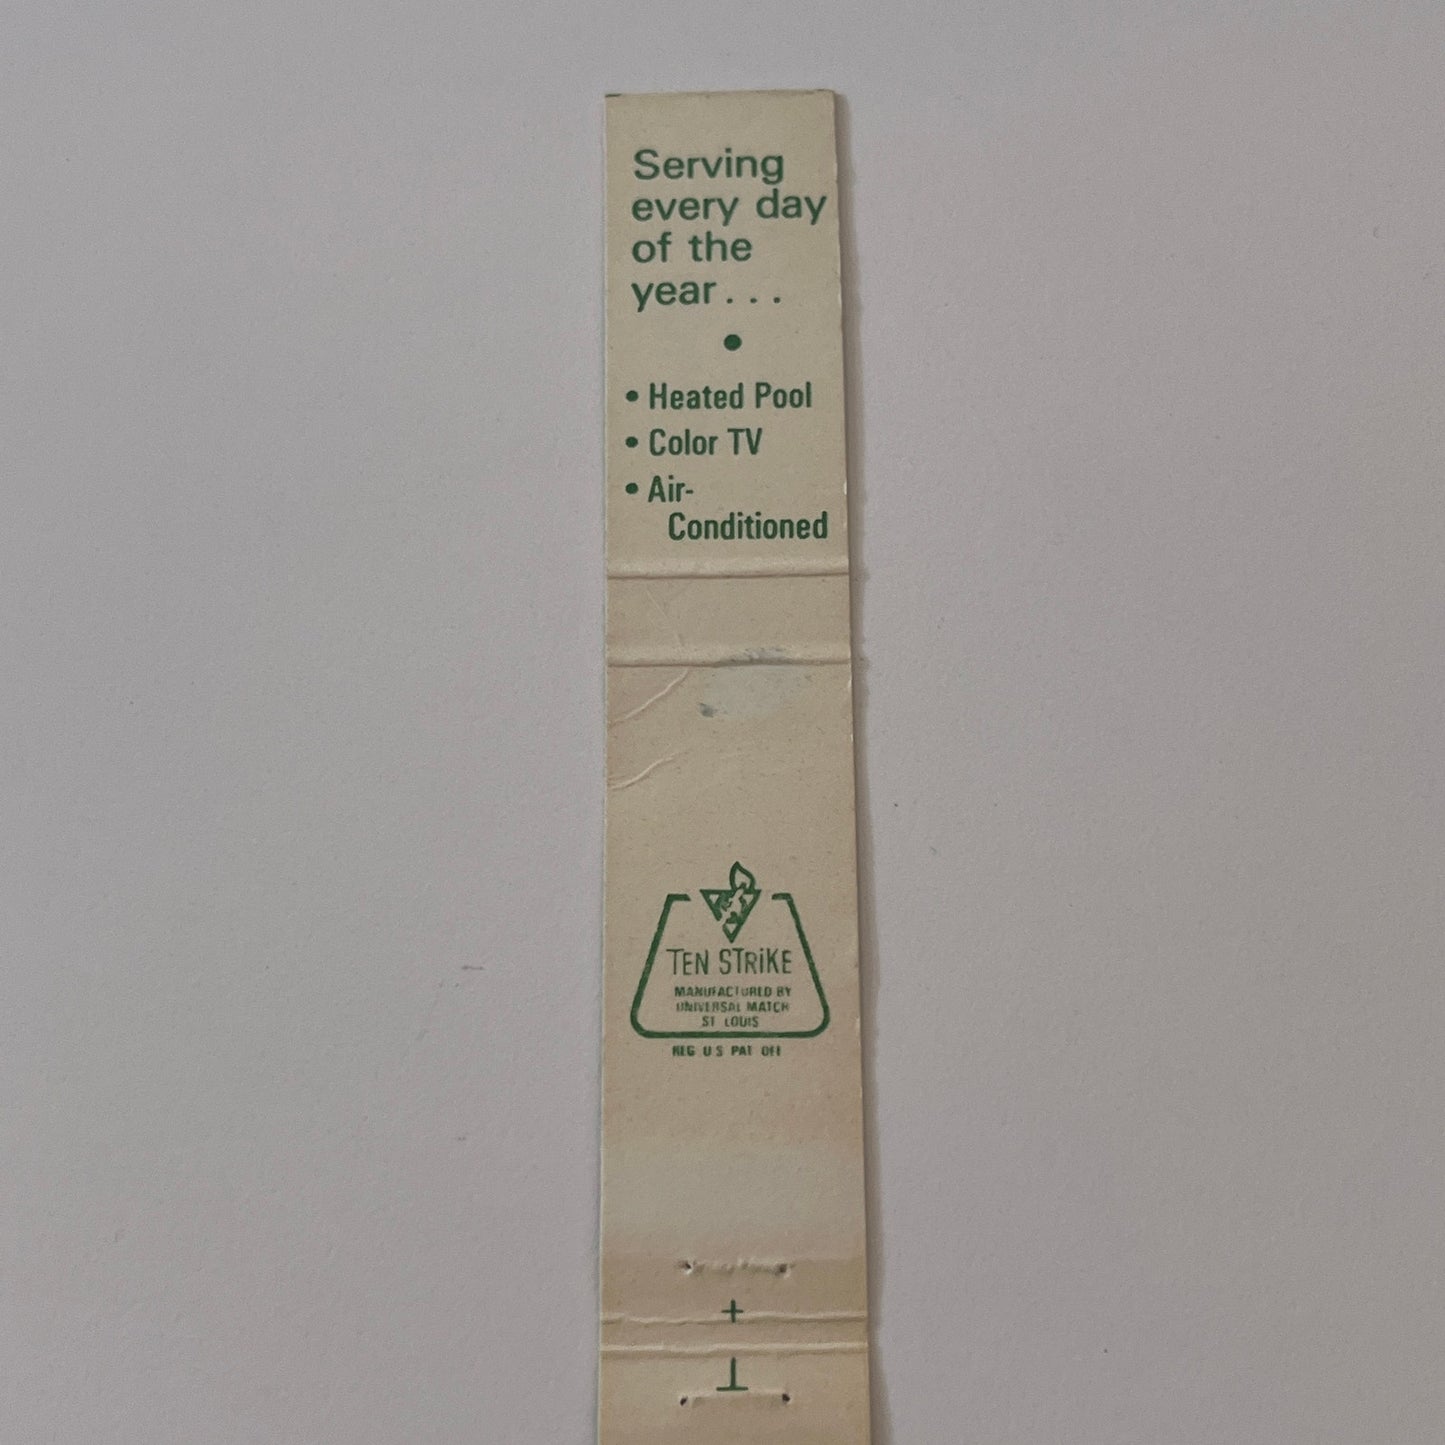 Serving
every day
of the
year...
• Heated Pool
• Color TV
• Air-
Conditioned
TEN STRiKE
MANUFACTURED BY
UNIVERSAL MATCH
ST LOUIS
REG U S PAT OFF